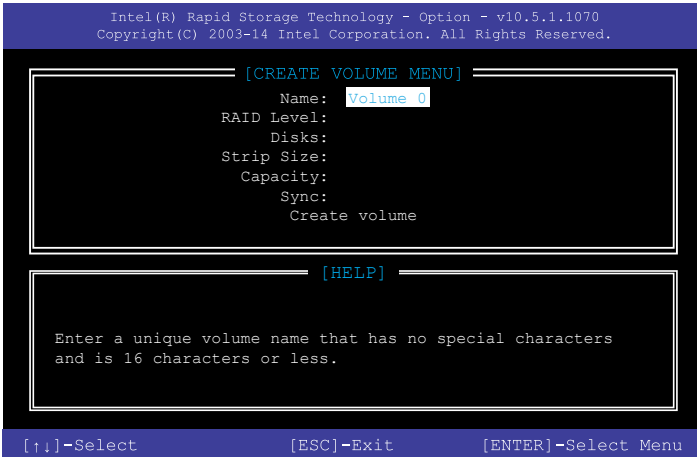 Intel(R) Rapid Storage Technology - Option - v10.5.1.1070
Copyright(C) 2003-14 Intel Corporation. All Rights Reserved.
[CREATE VOLUME MENU]
Name: Volume 0
RAID Level:
Disks:
Strip Size:
Capacity:
Sync:
Create volume
[HELP]
Enter a unique volume name that has no special characters
and is 16 characters or less.
[↑↓]-Select [ESC]-Exit [ENTER]-Select Menu